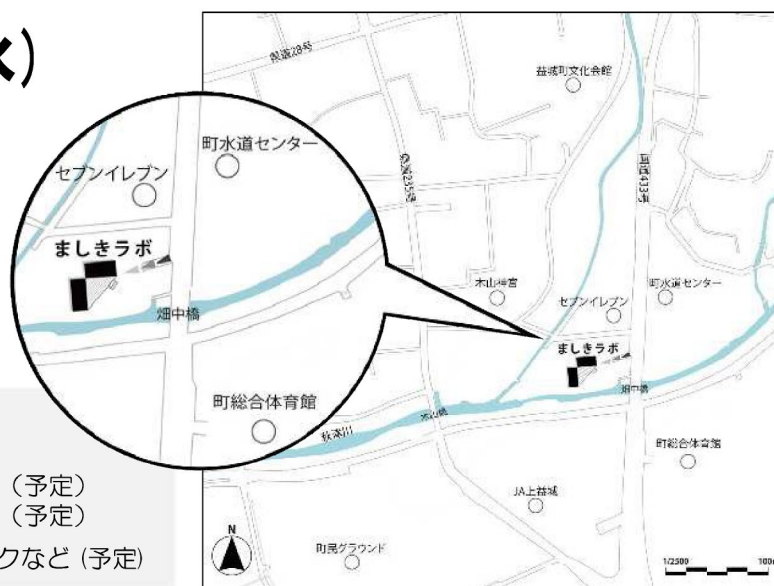 水)
県道28号
益城町文化会館
県道235号
木山神宮
セブンイレブン
町水道センター
ましきラボ
畑中橋
町総合体育館
JA上益城
町民グラウンド
秋津川
N
1/2500
町水道センター
セブンイレブン
ましきラボ
畑中橋
町総合体育館
(予定)
(予定)
クなど (予定)